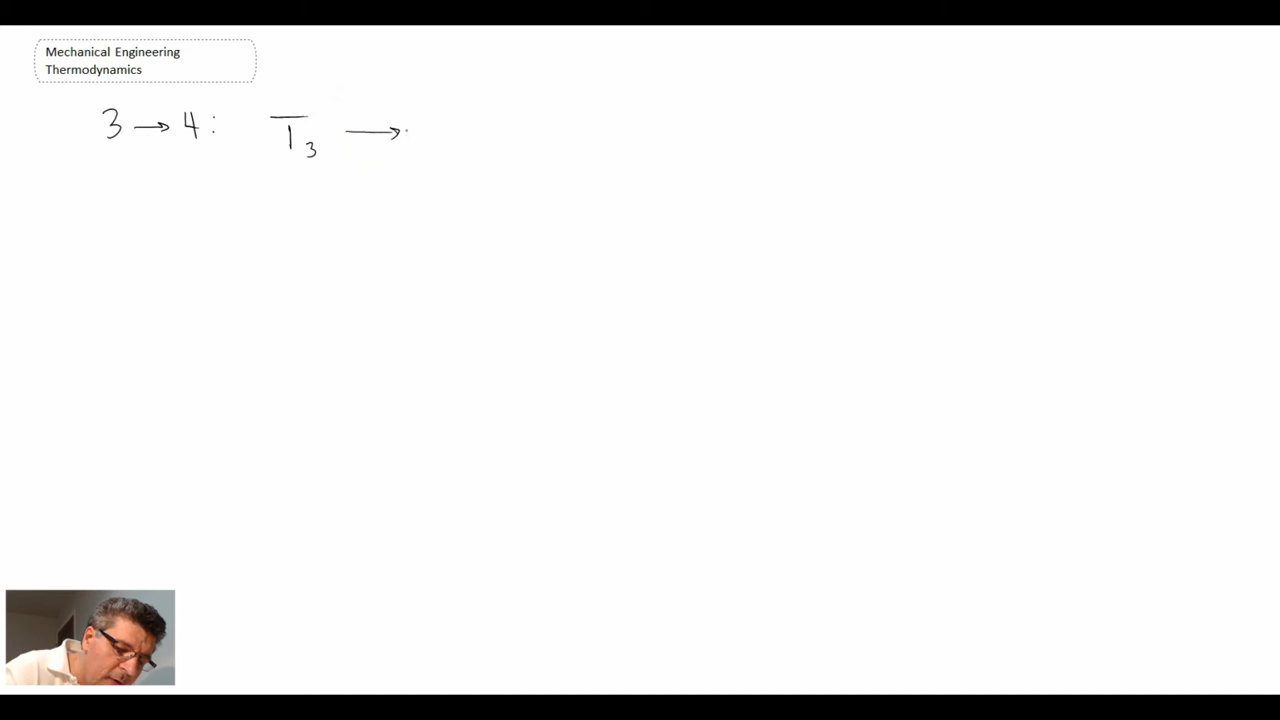 Mechanical Engineering
Thermodynamics
3 → 4 : T₃ →